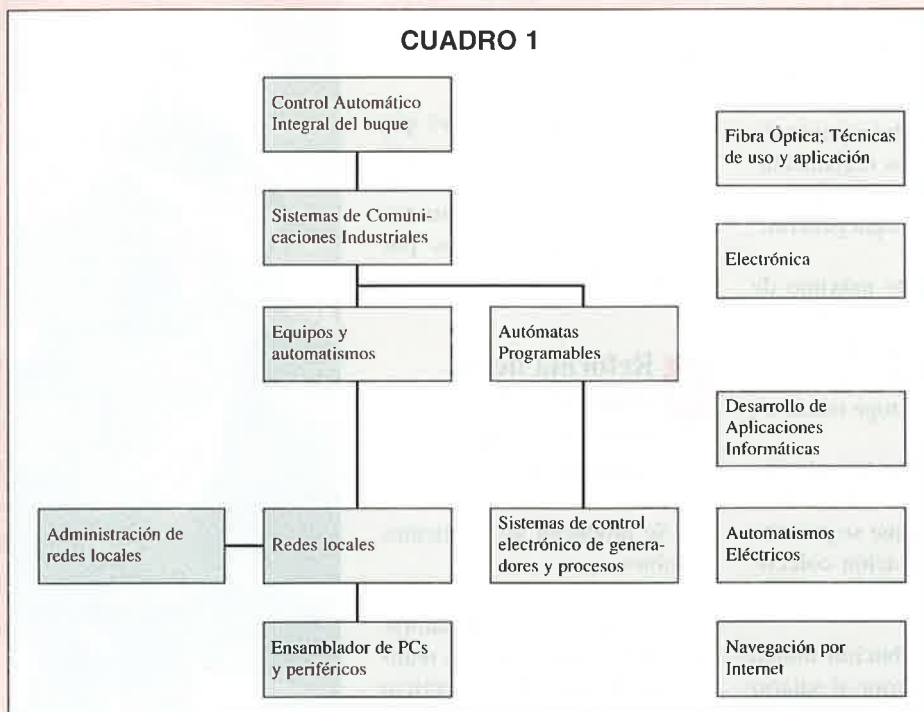 CUADRO 1
Control Automático
Integral del buque
Fibra Óptica; Técnicas
de uso y aplicación
Sistemas de Comuni-
caciones Industriales
Electrónica
Equipos y
automatismos
Autómatas
Programables
Desarrollo de
Aplicaciones
Informáticas
Administración de
redes locales
Redes locales
Sistemas de control
electrónico de genera-
dores y procesos
Automatismos
Eléctricos
Ensamblador de PCs
y periféricos
Navegación por
Internet